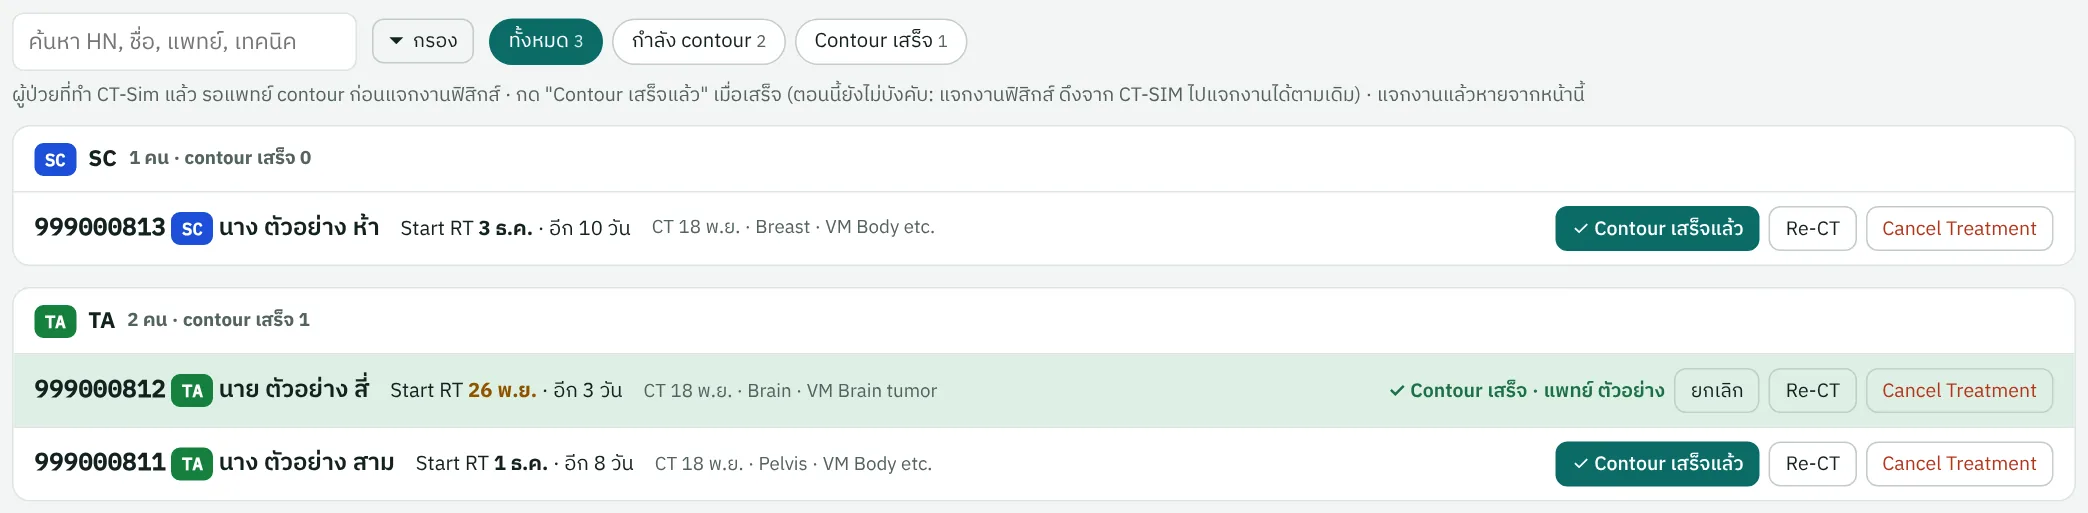 ค้นหา HN, ชื่อ, แพทย์, เทคนิค ▼ กรอง ทั้งหมด 3 กำลัง contour 2 Contour เสร็จ 1
ผู้ป่วยที่ทำ CT-Sim แล้ว รอแพทย์ contour ก่อนแจกงานฟิสิกส์ · กด "Contour เสร็จแล้ว" เมื่อเสร็จ (ตอนนี้ยังไม่บังคับ: แจกงานฟิสิกส์ ดึงจาก CT-SIM ไปแจกงานได้ตามเดิม) · แจกงานแล้วหายจากหน้านี้
SC SC 1 คน · contour เสร็จ 0
999000813 SC นาง ตัวอย่าง ห้า Start RT 3 ธ.ค. · อีก 10 วัน CT 18 พ.ย. · Breast · VM Body etc. ✓ Contour เสร็จแล้ว Re-CT Cancel Treatment
TA TA 2 คน · contour เสร็จ 1
999000812 TA นาย ตัวอย่าง สี่ Start RT 26 พ.ย. · อีก 3 วัน CT 18 พ.ย. · Brain · VM Brain tumor ✓ Contour เสร็จ · แพทย์ ตัวอย่าง ยกเลิก Re-CT Cancel Treatment
999000811 TA นาง ตัวอย่าง สาม Start RT 1 ธ.ค. · อีก 8 วัน CT 18 พ.ย. · Pelvis · VM Body etc. ✓ Contour เสร็จแล้ว Re-CT Cancel Treatment